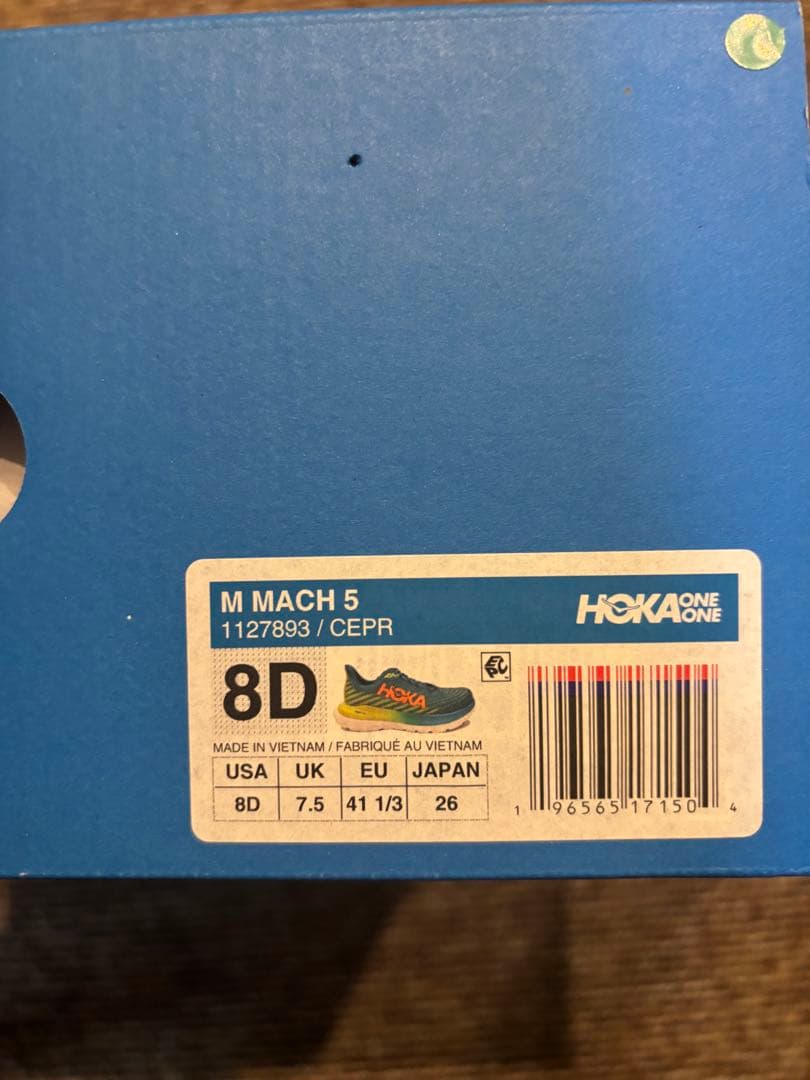 M MACH 5
1127893 / CEPR
HOKA ONE ONE
8D
HOKA
EPC
MADE IN VIETNAM / FABRIQUÉ AU VIETNAM
USA UK EU JAPAN
8D 7.5 41 1/3 26
1 96565 17150 4